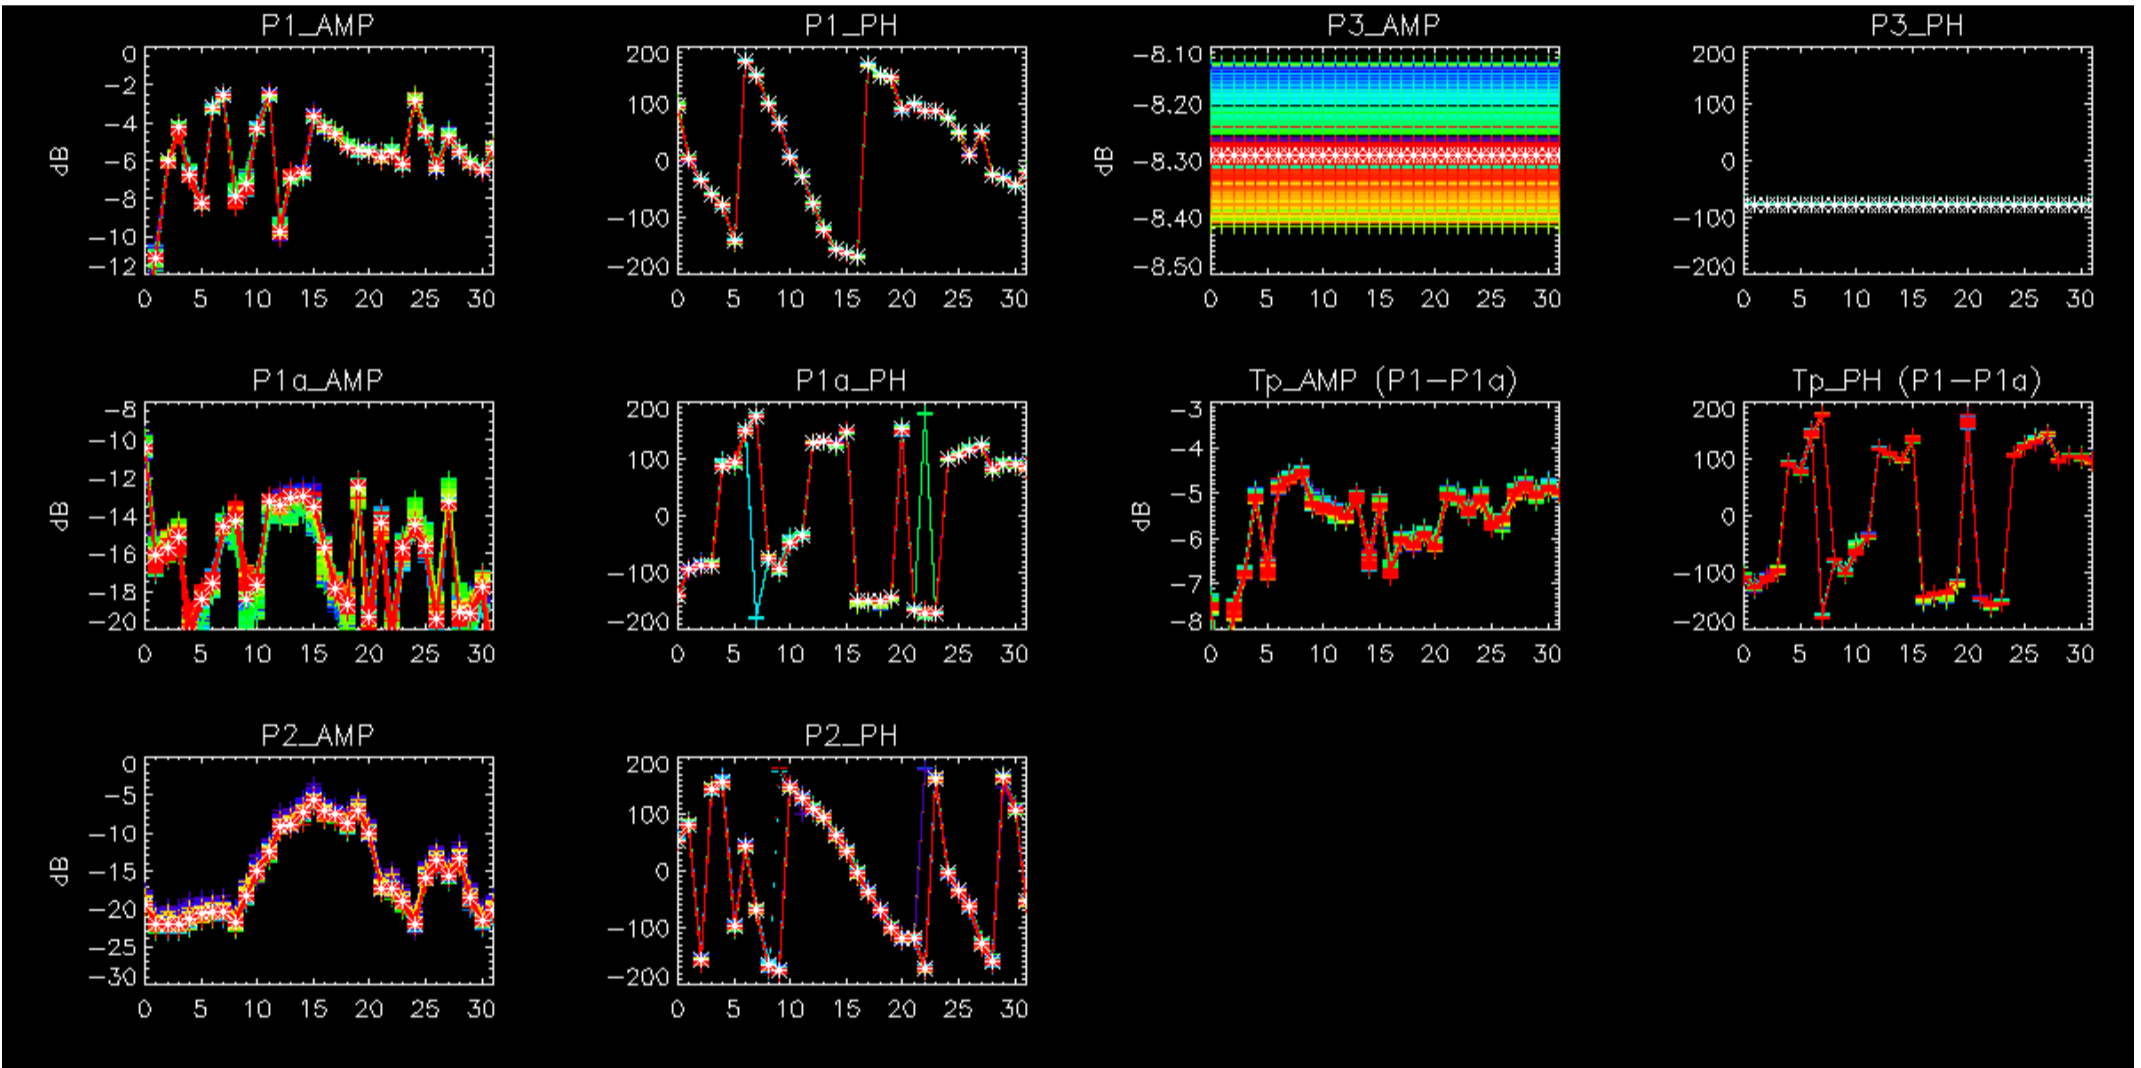 P1_AMP
0
−2
−4
−6
−8
−10
−12
dB
0 5 10 15 20 25 30
P1_PH
200
100
0
−100
−200
0 5 10 15 20 25 30
P3_AMP
−8.10
−8.20
−8.30
−8.40
−8.50
dB
0 5 10 15 20 25 30
P3_PH
200
100
0
−100
−200
0 5 10 15 20 25 30
P1a_AMP
−8
−10
−12
−14
−16
−18
−20
dB
0 5 10 15 20 25 30
P1a_PH
200
100
0
−100
−200
0 5 10 15 20 25 30
Tp_AMP (P1−P1a)
−3
−4
−5
−6
−7
−8
dB
0 5 10 15 20 25 30
Tp_PH (P1−P1a)
200
100
0
−100
−200
0 5 10 15 20 25 30
P2_AMP
0
−5
−10
−15
−20
−25
−30
dB
0 5 10 15 20 25 30
P2_PH
200
100
0
−100
−200
0 5 10 15 20 25 30